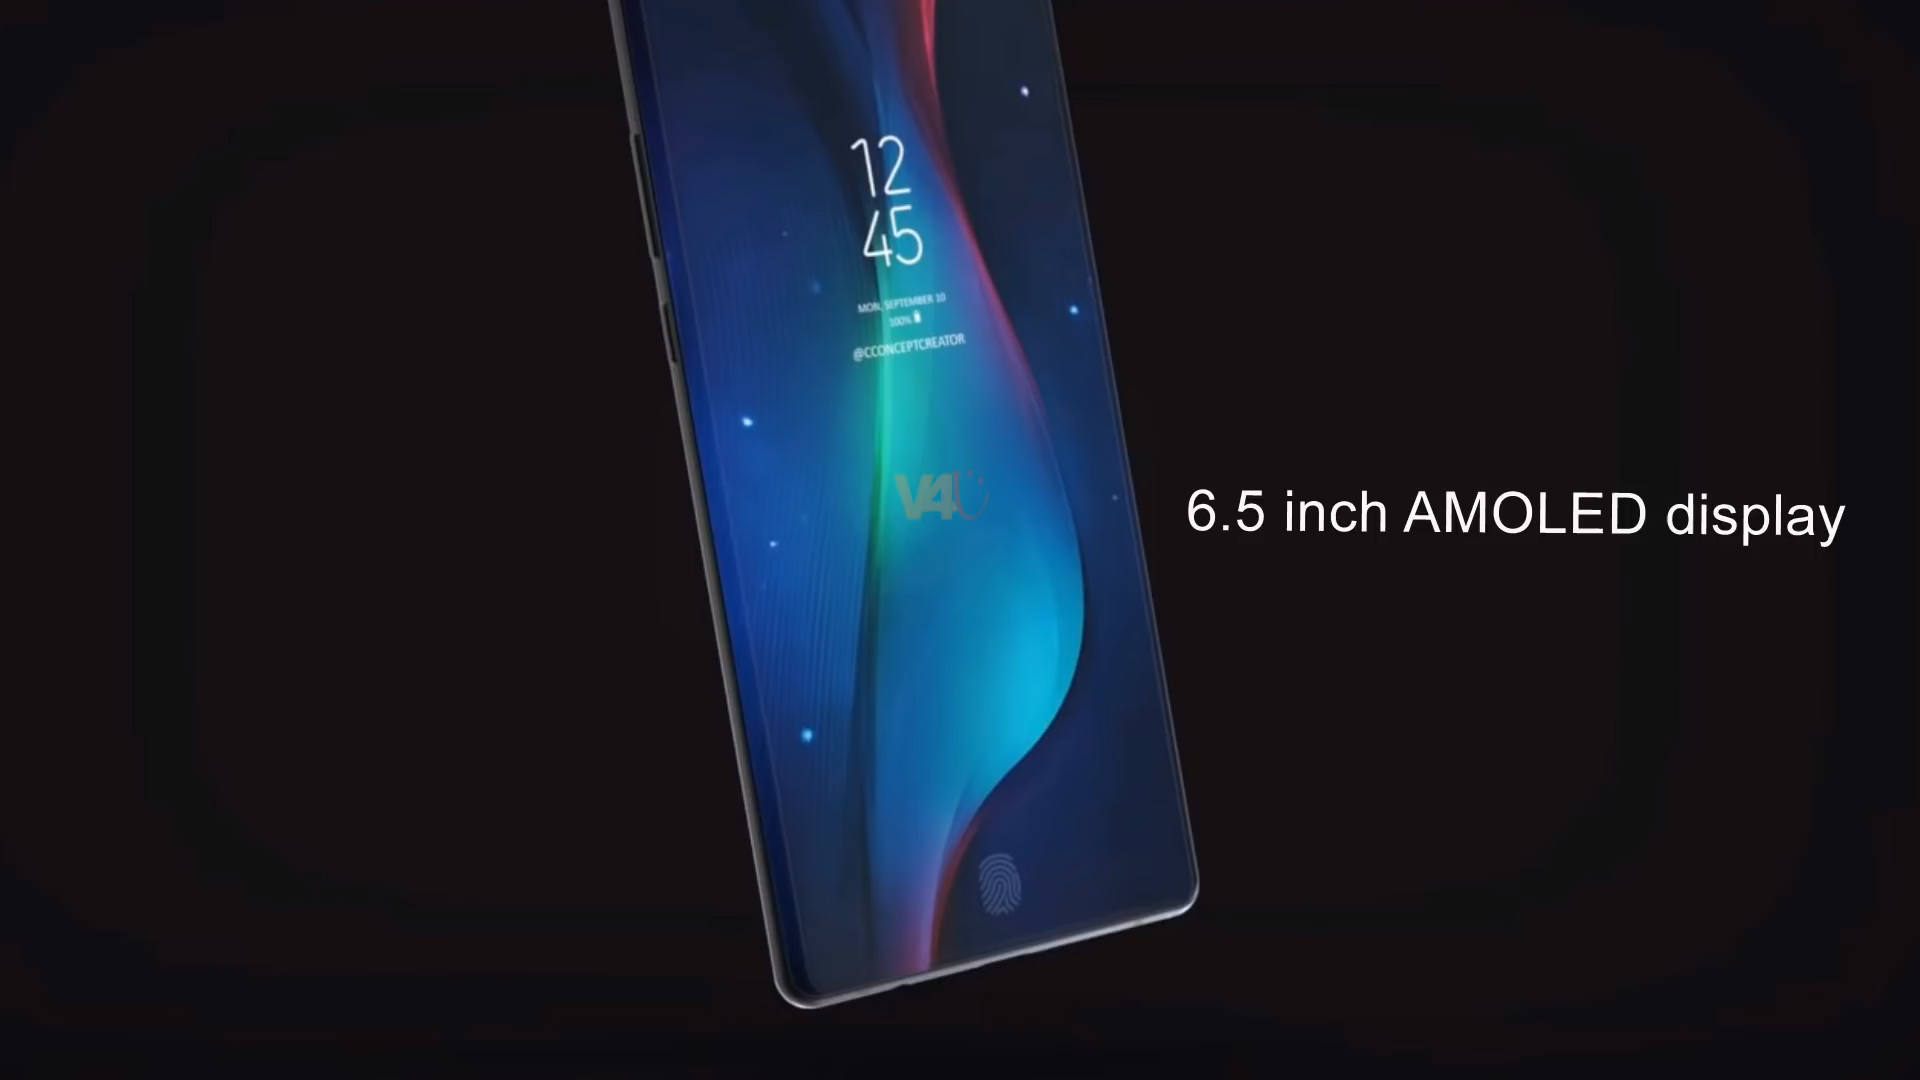 12
45
MON, SEPTEMBER 10
100%
@CCONCEPTCREATOR
V4U
6.5 inch AMOLED display